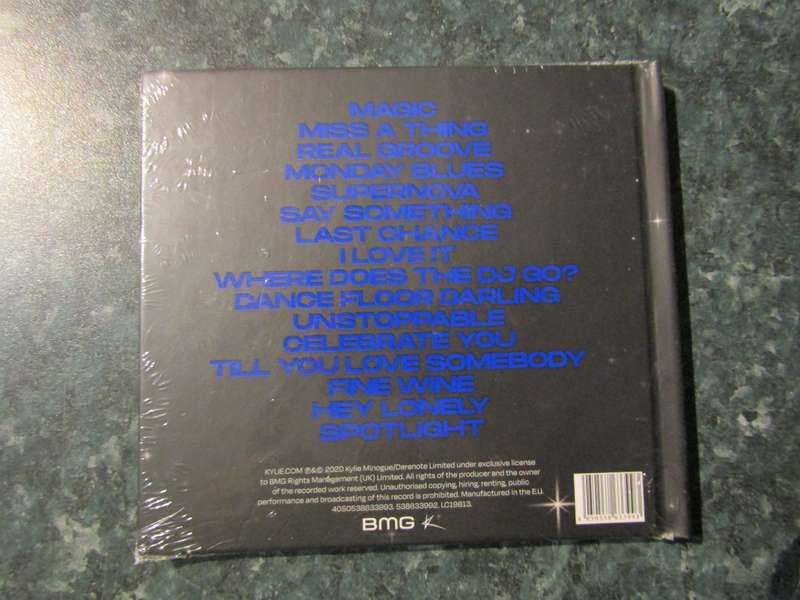 MAGIC
MISS A THING
REAL GROOVE
MONDAY BLUES
SUPERNOVA
SAY SOMETHING
LAST CHANCE
I LOVE IT
WHERE DOES THE DJ GO?
DANCE FLOOR DARLING
UNSTOPPABLE
CELEBRATE YOU
TILL YOU LOVE SOMEBODY
FINE WINE
HEY LONELY
SPOTLIGHT
KYLIE.COM ℗&© 2020 Kylie Minogue/Darenote Limited under exclusive license
to BMG Rights Management (UK) Limited. All rights of the producer and the owner
of the recorded work reserved. Unauthorised copying, hiring, renting, public
performance and broadcasting of this record is prohibited. Manufactured in the E.U.
4050538633993. 538633992. LC19813.
BMG K